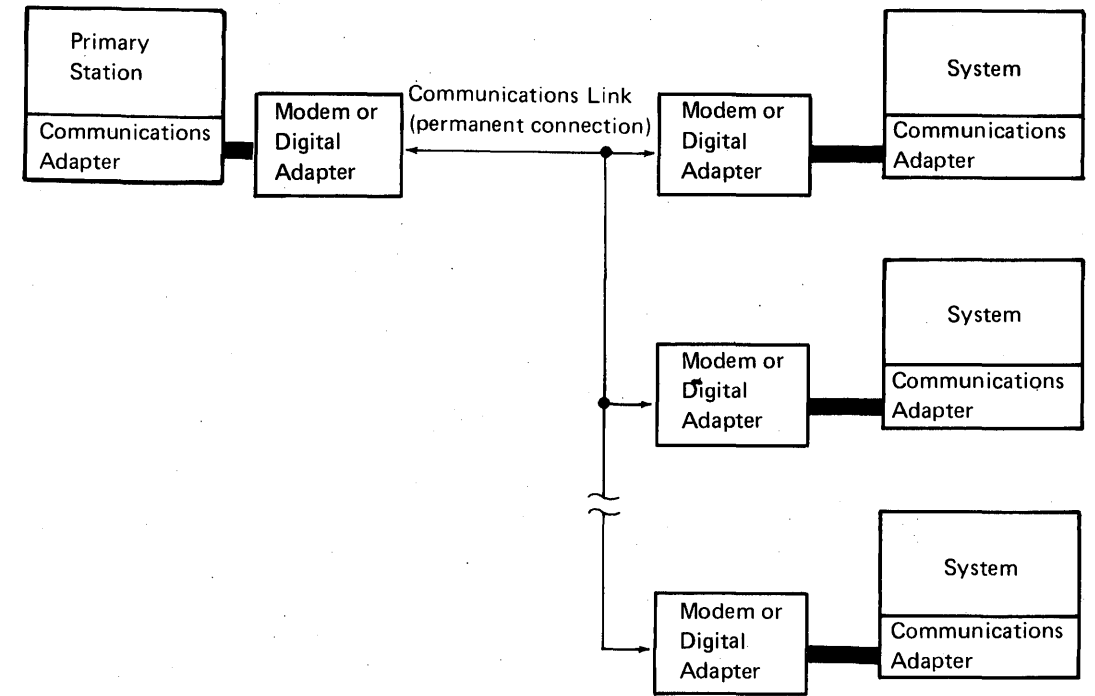 Primary
Station
Communications
Adapter
Modem or
Digital
Adapter
Communications Link
(permanent connection)
Modem or
Digital
Adapter
System
Communications
Adapter
Modem or
Digital
Adapter
System
Communications
Adapter
Modem or
Digital
Adapter
System
Communications
Adapter